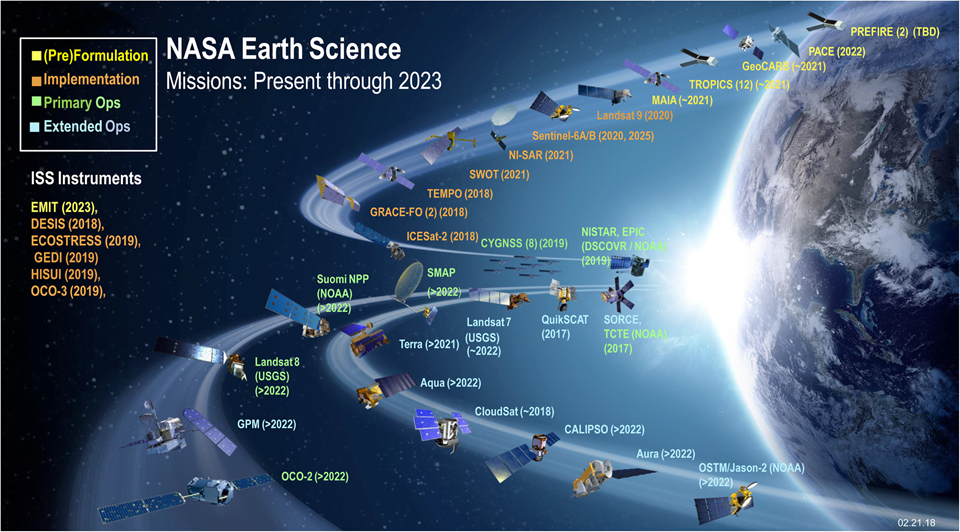 NASA Earth Science
Missions: Present through 2023
(Pre)Formulation
Implementation
Primary Ops
Extended Ops
ISS Instruments
EMIT (2023),
DESIS (2018),
ECOSTRESS (2019),
GEDI (2019)
HISUI (2019),
OCO-3 (2019),
PREFIRE (2) (TBD)
PACE (2022)
GeoCARB (~2021)
TROPICS (12) (~2021)
MAIA (~2021)
Landsat 9 (2020)
Sentinel-6A/B (2020, 2025)
NI-SAR (2021)
SWOT (2021)
TEMPO (2018)
GRACE-FO (2) (2018)
ICESat-2 (2018)
CYGNSS (8) (2019)
NISTAR, EPIC
(DSCOVR / NOAA)
(2019)
Suomi NPP
(NOAA)
(>2022)
SMAP
(>2022)
Landsat 7
(USGS)
(~2022)
QuikSCAT
(2017)
SORCE,
TCTE (NOAA)
(2017)
Terra (>2021)
Landsat 8
(USGS)
(>2022)
Aqua (>2022)
GPM (>2022)
CloudSat (~2018)
CALIPSO (>2022)
Aura (>2022)
OSTM/Jason-2 (NOAA)
(>2022)
OCO-2 (>2022)
02.21.18